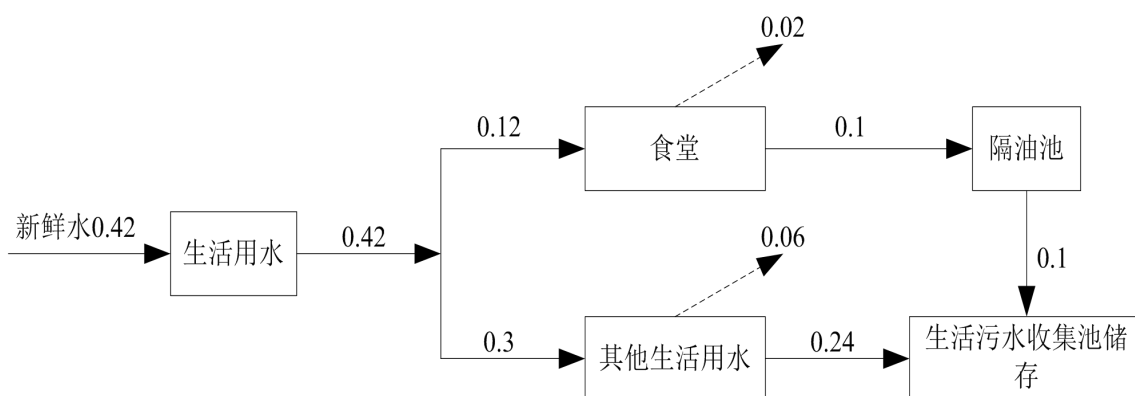 0.02
0.12
食堂
0.1
隔油池
新鲜水0.42
生活用水
0.42
0.06
0.1
0.3
其他生活用水
0.24
生活污水收集池储
存